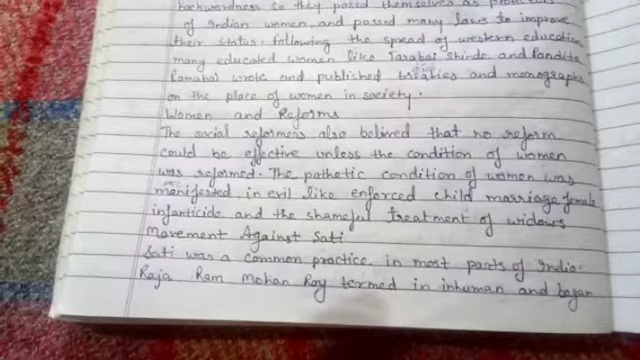 backwardness so they posed themselves as
of Indian women and passed many laws to improve
their status. Following the spread of western education
many educated women like Tarabai Shinde and Pandita
Ramabai wrote and published treaties and monographs
on the place of women in society.
Women and Reforms
The social reformers also belived that no reform
could be effective unless the condition of women
was reformed. The pathetic condition of women was
manifested in evil like enforced child marriage, female
infanticide and the shameful treatment of widows
Movement Against Sati
Sati was a common practice in most parts of India.
Raja Ram Mohan Roy termed in inhuman and began